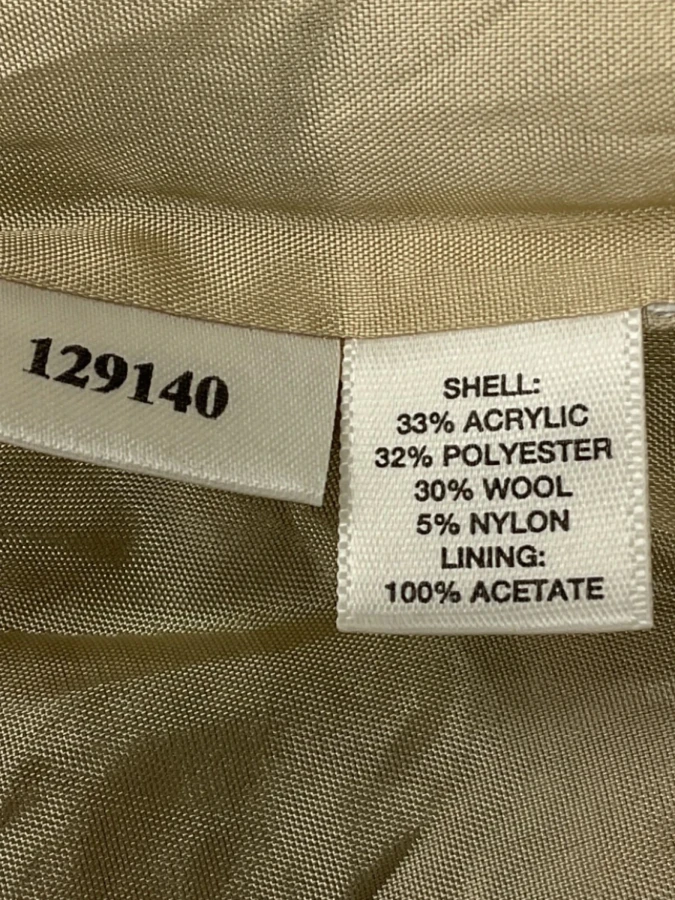 129140
SHELL:
33% ACRYLIC
32% POLYESTER
30% WOOL
5% NYLON
LINING:
100% ACETATE